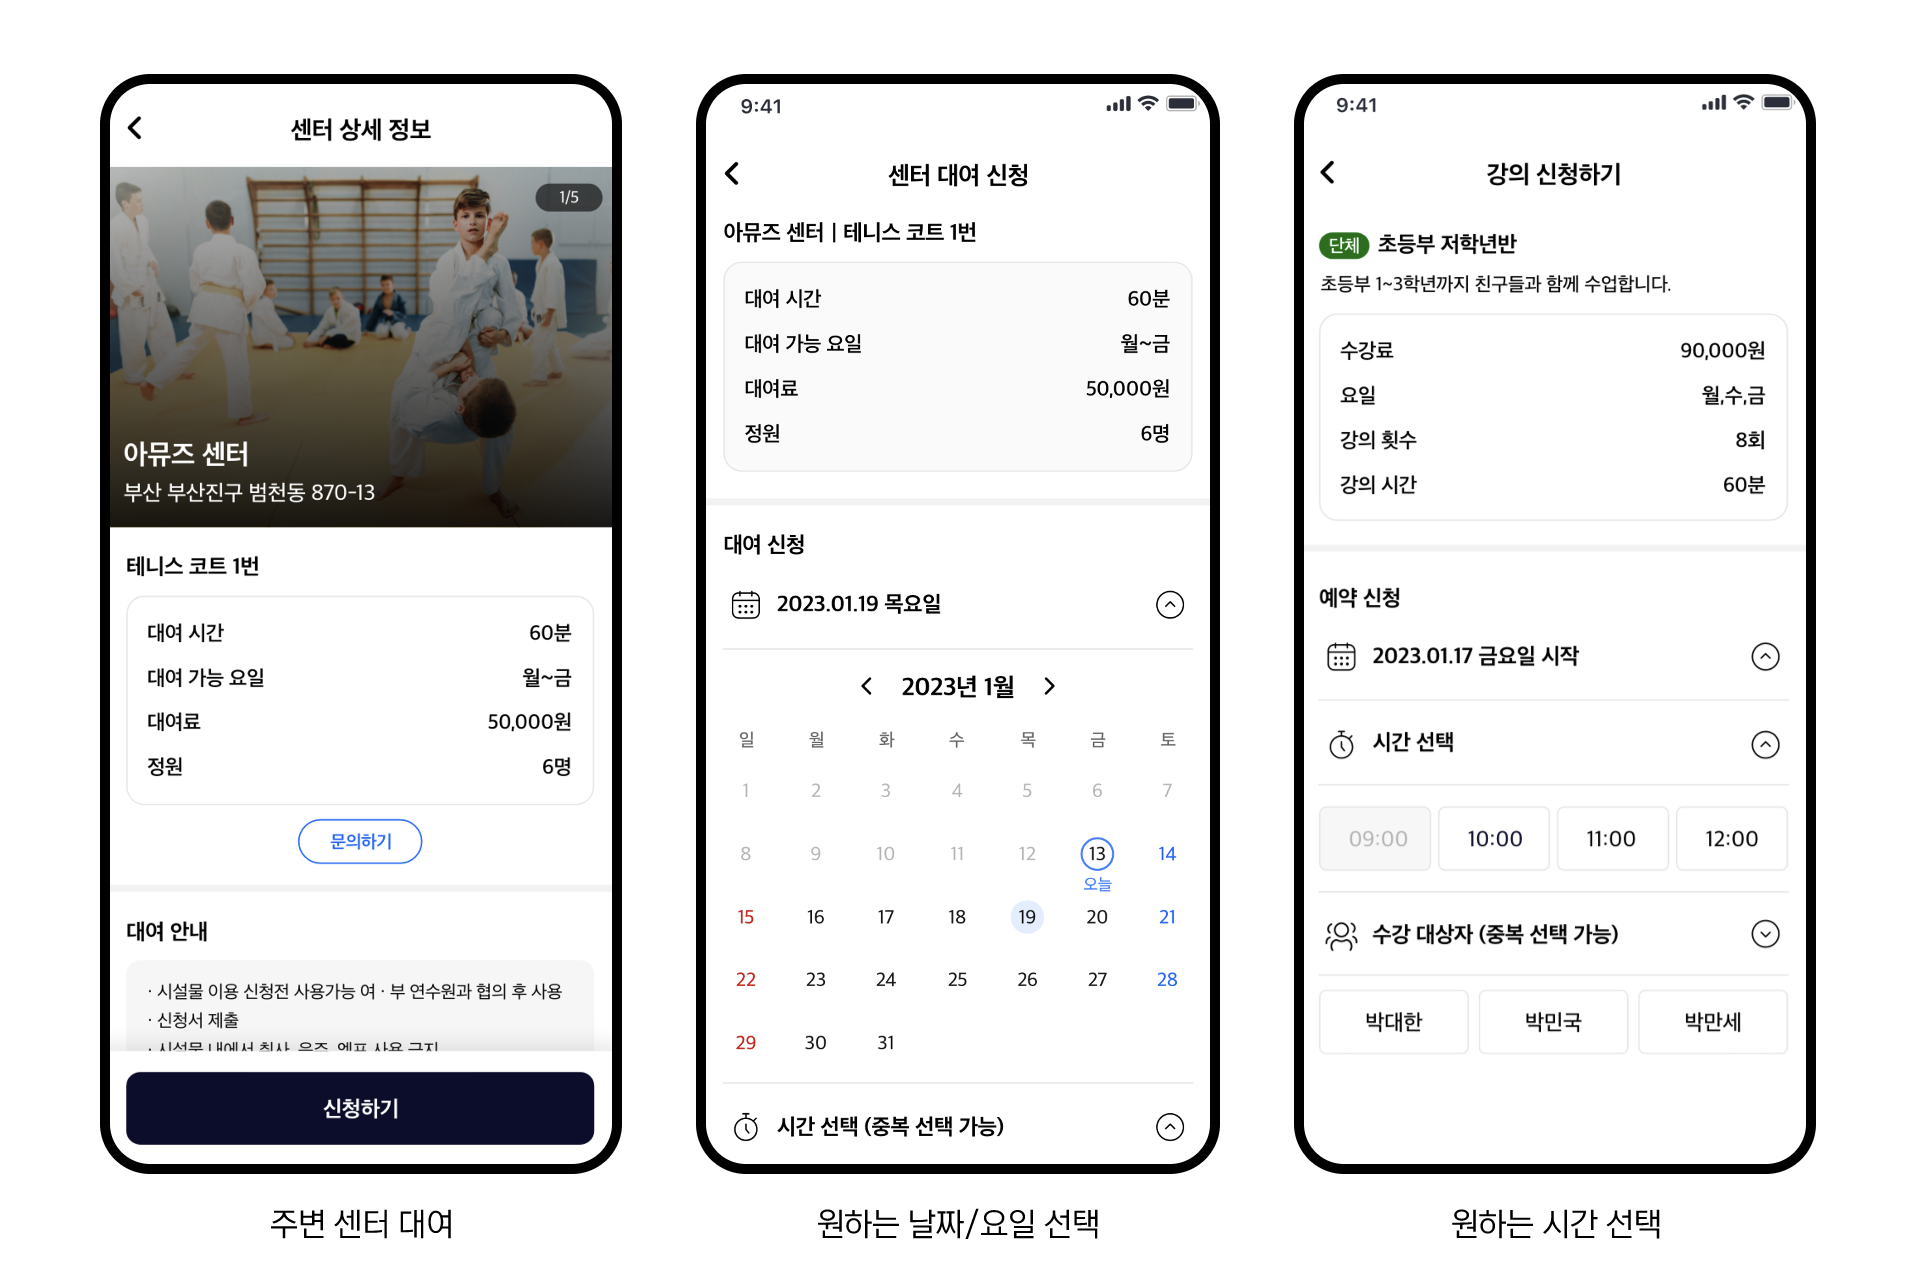 센터 상세 정보
1/5
아뮤즈 센터
부산 부산진구 범천동 870-13
테니스 코트 1번
대여 시간 60분
대여 가능 요일 월~금
대여료 50,000원
정원 6명
문의하기
대여 안내
· 시설물 이용 신청전 사용가능 여 · 부 연수원과 협의 후 사용
· 신청서 제출
· 시설물 내에서 취사, 음주, 사용 금지
신청하기
주변 센터 대여
9:41
센터 대여 신청
아뮤즈 센터 | 테니스 코트 1번
대여 시간 60분
대여 가능 요일 월~금
대여료 50,000원
정원 6명
대여 신청
2023.01.19 목요일
2023년 1월
일 월 화 수 목 금 토
1 2 3 4 5 6 7
8 9 10 11 12 13 14
오늘
15 16 17 18 19 20 21
22 23 24 25 26 27 28
29 30 31
시간 선택 (중복 선택 가능)
원하는 날짜/요일 선택
9:41
강의 신청하기
단체 초등부 저학년반
초등부 1~3학년까지 친구들과 함께 수업합니다.
수강료 90,000원
요일 월,수,금
강의 횟수 8회
강의 시간 60분
예약 신청
2023.01.17 금요일 시작
시간 선택
09:00 10:00 11:00 12:00
수강 대상자 (중복 선택 가능)
박대한 박민국 박만세
원하는 시간 선택